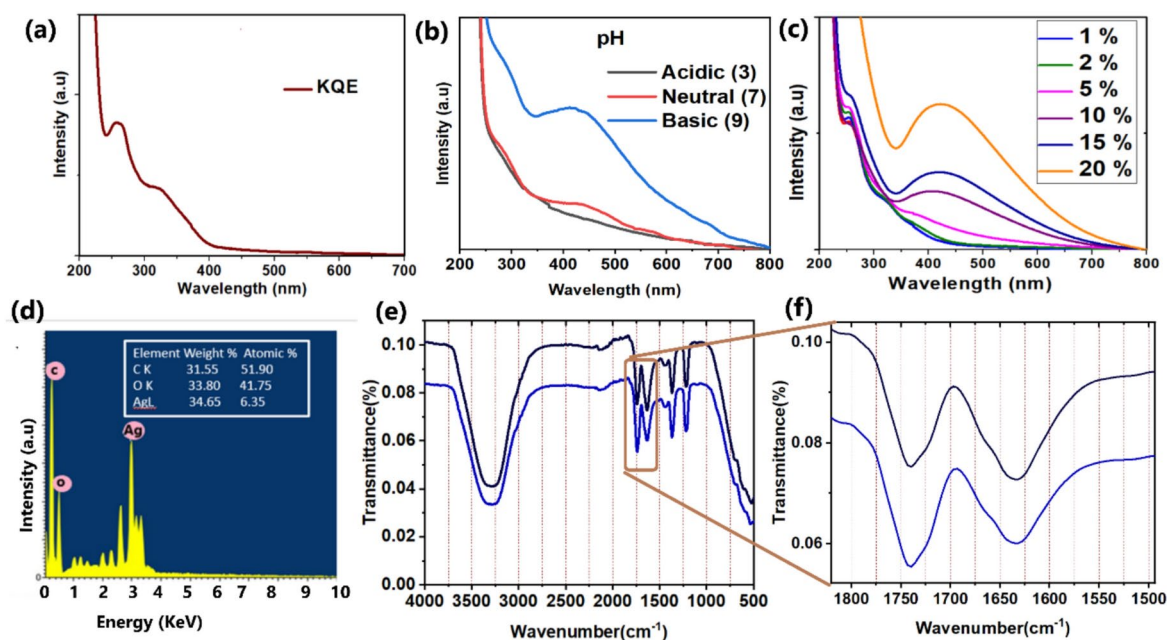 (a)
Intensity (a.u)
KQE
200 300 400 500 600 700
Wavelength (nm)
(b)
Intensity (a.u)
pH
Acidic (3)
Neutral (7)
Basic (9)
200 300 400 500 600 700 800
Wavelength (nm)
(c)
Intensity (a.u)
1 %
2 %
5 %
10 %
15 %
20 %
200 300 400 500 600 700 800
Wavelength (nm)
(d)
Intensity (a.u)
Element Weight % Atomic %
C K 31.55 51.90
O K 33.80 41.75
AgL 34.65 6.35
C
O
Ag
0 1 2 3 4 5 6 7 8 9 10
Energy (KeV)
(e)
Transmittance(%)
0.10
0.08
0.06
0.04
0.02
0.00
4000 3500 3000 2500 2000 1500 1000 500
Wavenumber(cm-1)
(f)
Transmittance(%)
0.10
0.08
0.06
1800 1750 1700 1650 1600 1550 1500
Wavenumber(cm-1)